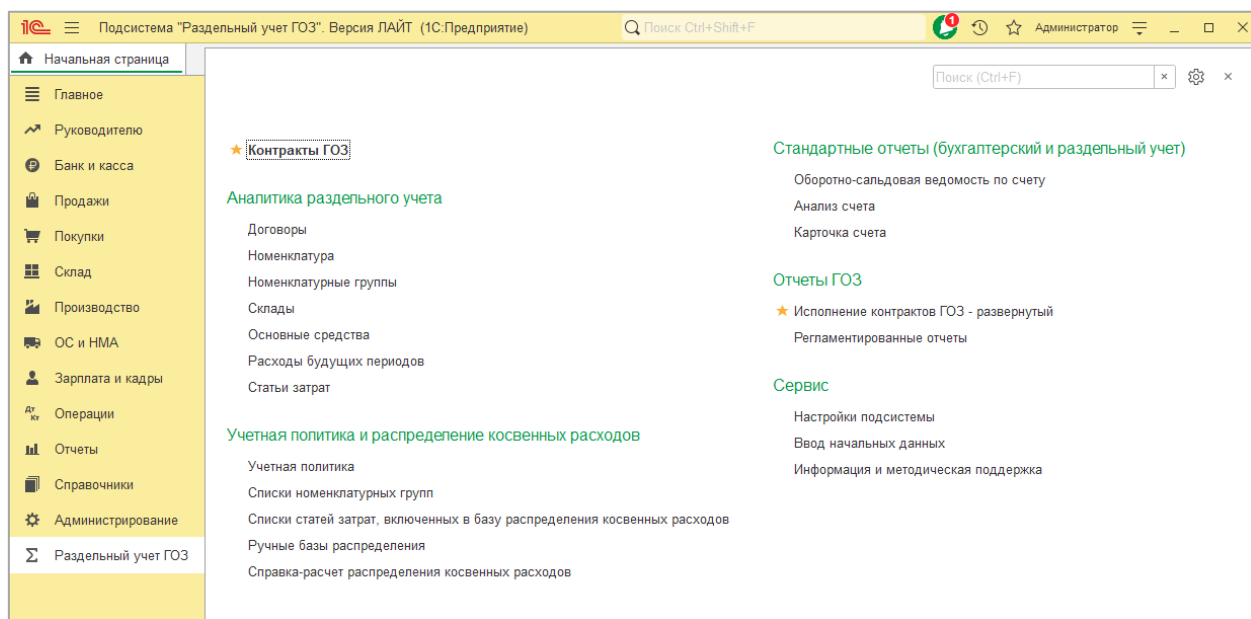 1С Подсистема "Раздельный учет ГОЗ". Версия ЛАЙТ (1С:Предприятие) Поиск Ctrl+Shift+F 1 Администратор
Начальная страница
Поиск (Ctrl+F)
Главное
Руководителю
Банк и касса
Продажи
Покупки
Склад
Производство
ОС и НМА
Зарплата и кадры
Дт Кт Операции
Отчеты
Справочники
Администрирование
Раздельный учет ГОЗ
Контракты ГОЗ
Аналитика раздельного учета
Договоры
Номенклатура
Номенклатурные группы
Склады
Основные средства
Расходы будущих периодов
Статьи затрат
Учетная политика и распределение косвенных расходов
Учетная политика
Списки номенклатурных групп
Списки статей затрат, включенных в базу распределения косвенных расходов
Ручные базы распределения
Справка-расчет распределения косвенных расходов
Стандартные отчеты (бухгалтерский и раздельный учет)
Оборотно-сальдовая ведомость по счету
Анализ счета
Карточка счета
Отчеты ГОЗ
Исполнение контрактов ГОЗ - развернутый
Регламентированные отчеты
Сервис
Настройки подсистемы
Ввод начальных данных
Информация и методическая поддержка